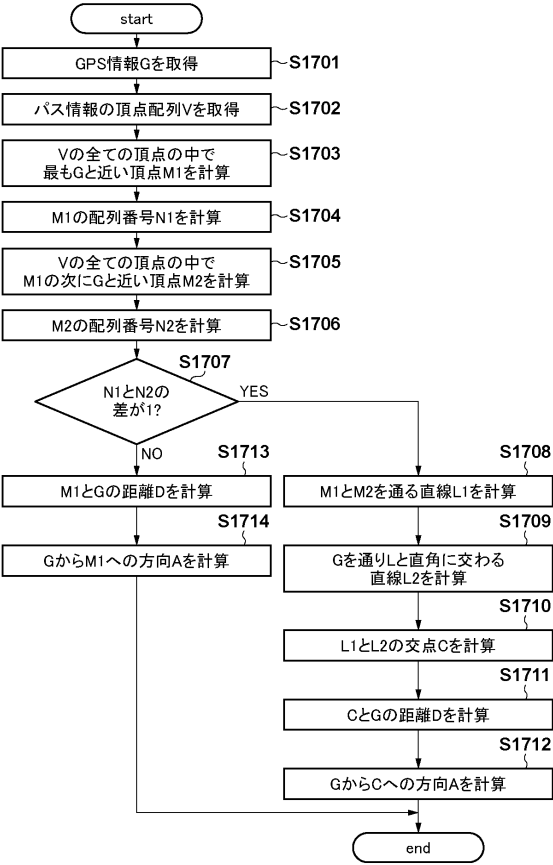 start
GPS情報Gを取得
S1701
パス情報の頂点配列Vを取得
S1702
Vの全ての頂点の中で
最もGと近い頂点M1を計算
S1703
M1の配列番号N1を計算
S1704
Vの全ての頂点の中で
M1の次にGと近い頂点M2を計算
S1705
M2の配列番号N2を計算
S1706
S1707
N1とN2の
差が1?
YES
NO
S1713
M1とGの距離Dを計算
S1714
GからM1への方向Aを計算
S1708
M1とM2を通る直線L1を計算
S1709
Gを通りLと直角に交わる
直線L2を計算
S1710
L1とL2の交点Cを計算
S1711
CとGの距離Dを計算
S1712
GからCへの方向Aを計算
end